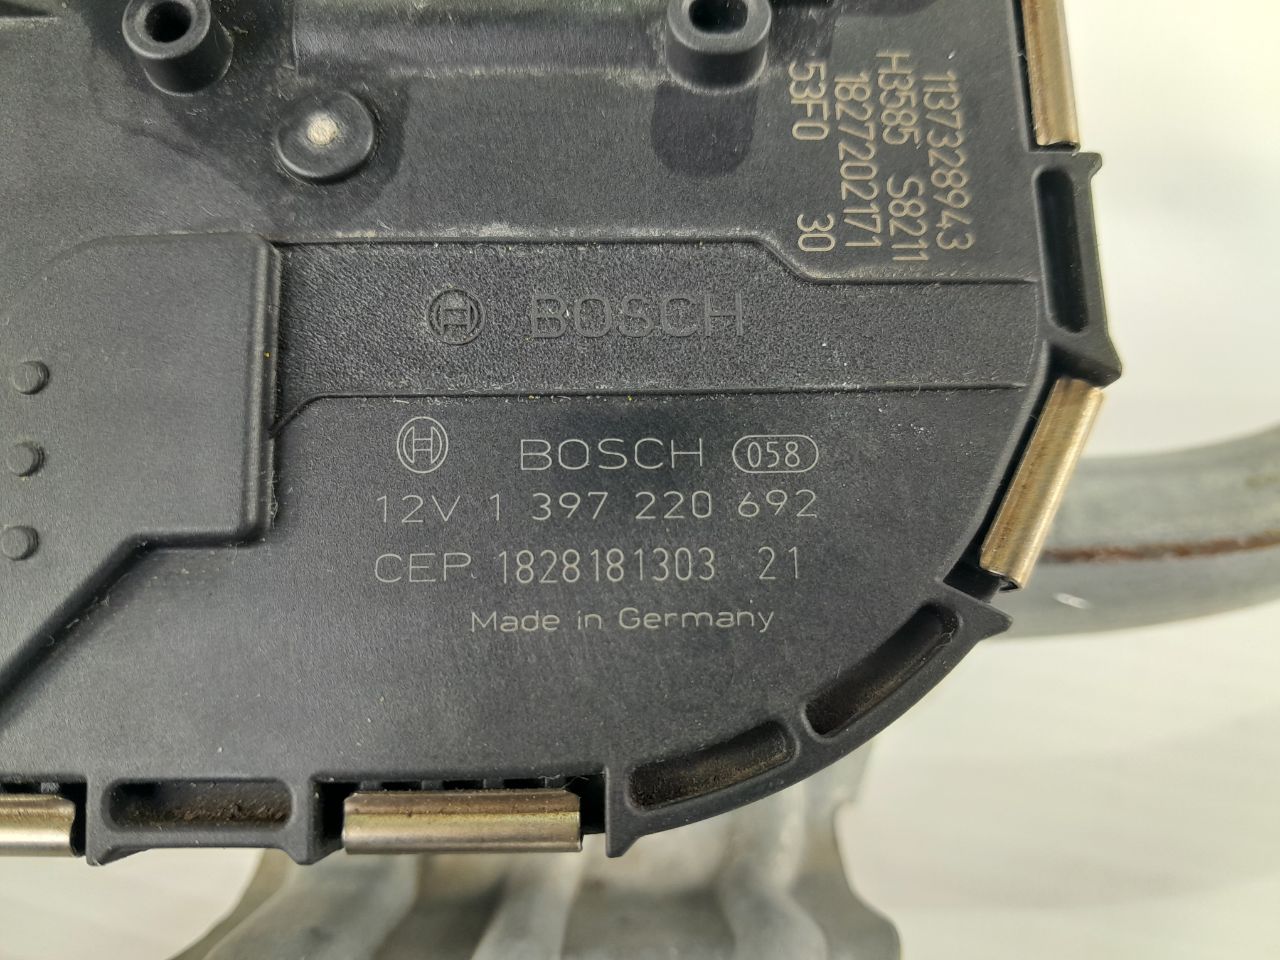 1137328943
H3585 S8211
1827202171
53F0 30
BOSCH
BOSCH 058
12V 1 397 220 692
CEP. 1828181303 21
Made in Germany